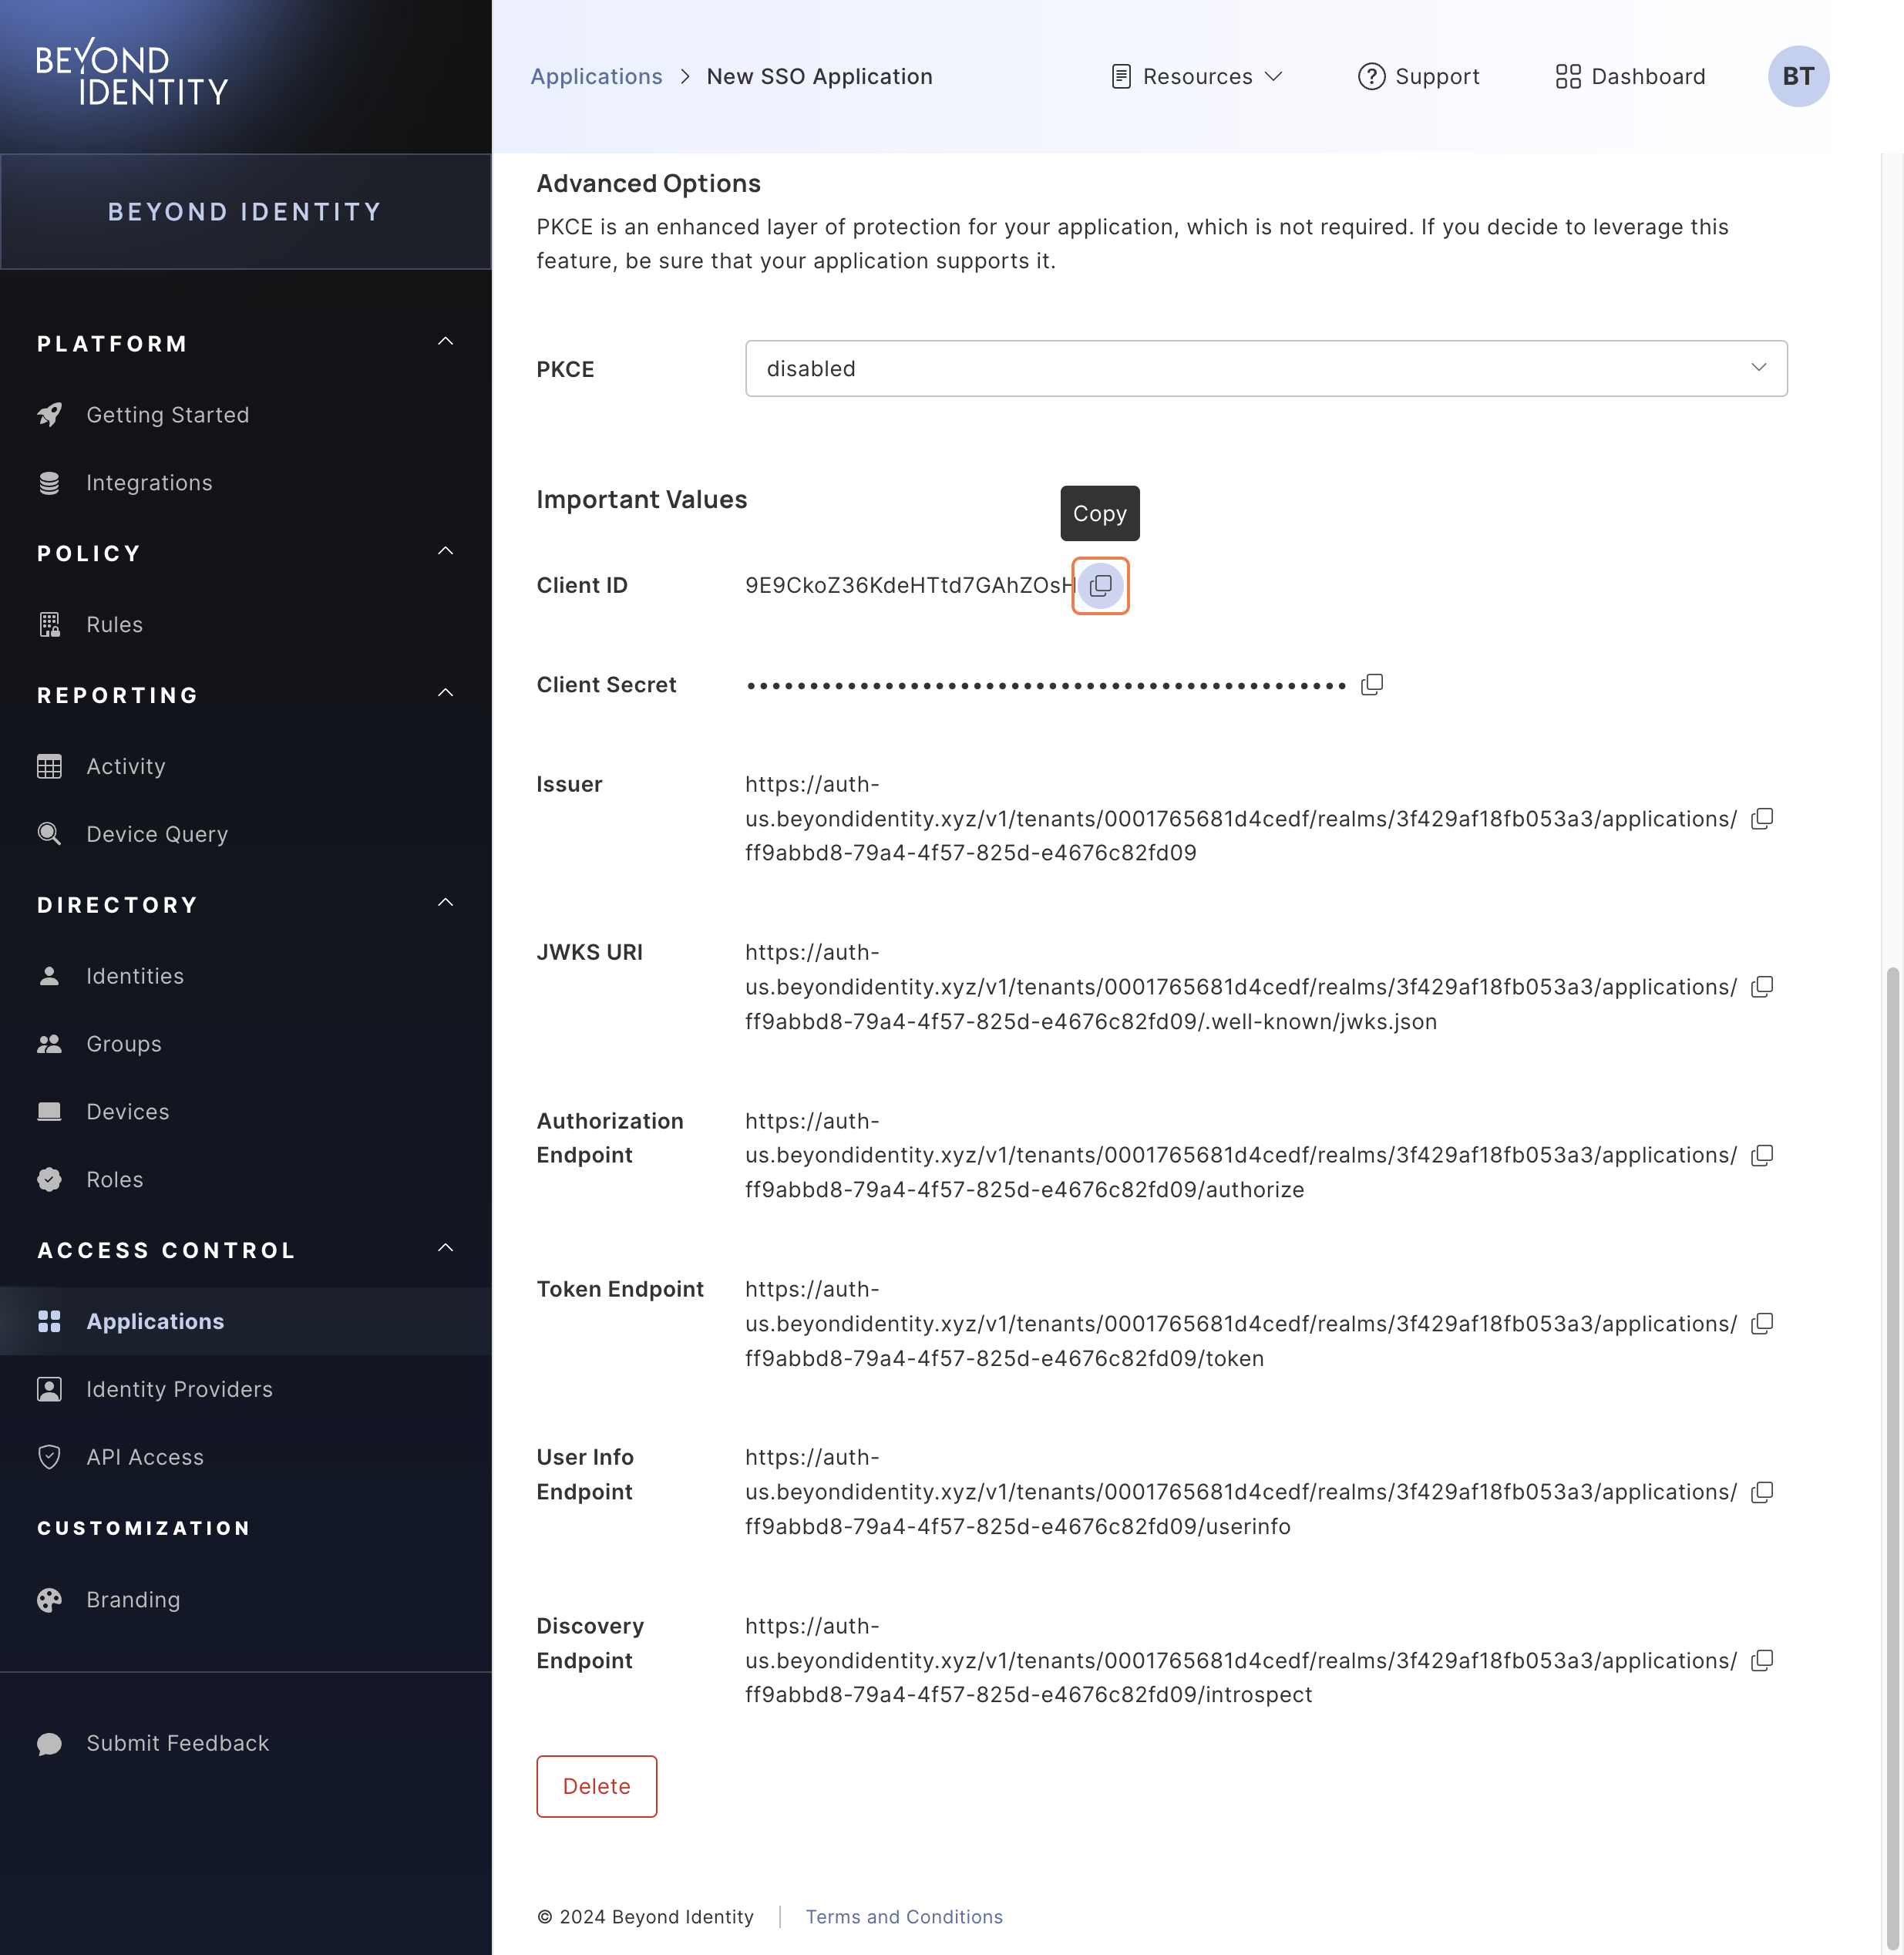 BEYOND
IDENTITY
BEYOND IDENTITY
PLATFORM
Getting Started
Integrations
POLICY
Rules
REPORTING
Activity
Device Query
DIRECTORY
Identities
Groups
Devices
Roles
ACCESS CONTROL
Applications
Identity Providers
API Access
CUSTOMIZATION
Branding
Submit Feedback
Applications > New SSO Application
Resources
Support
Dashboard
BT
Advanced Options
PKCE is an enhanced layer of protection for your application, which is not required. If you decide to leverage this
feature, be sure that your application supports it.
PKCE
disabled
Important Values
Copy
Client ID
9E9CkoZ36KdeHTtd7GAhZOsH
Client Secret
Issuer
https://auth-
us.beyondidentity.xyz/v1/tenants/0001765681d4cedf/realms/3f429af18fb053a3/applications/
ff9abbd8-79a4-4f57-825d-e4676c82fd09
JWKS URI
https://auth-
us.beyondidentity.xyz/v1/tenants/0001765681d4cedf/realms/3f429af18fb053a3/applications/
ff9abbd8-79a4-4f57-825d-e4676c82fd09/.well-known/jwks.json
Authorization
Endpoint
https://auth-
us.beyondidentity.xyz/v1/tenants/0001765681d4cedf/realms/3f429af18fb053a3/applications/
ff9abbd8-79a4-4f57-825d-e4676c82fd09/authorize
Token Endpoint
https://auth-
us.beyondidentity.xyz/v1/tenants/0001765681d4cedf/realms/3f429af18fb053a3/applications/
ff9abbd8-79a4-4f57-825d-e4676c82fd09/token
User Info
Endpoint
https://auth-
us.beyondidentity.xyz/v1/tenants/0001765681d4cedf/realms/3f429af18fb053a3/applications/
ff9abbd8-79a4-4f57-825d-e4676c82fd09/userinfo
Discovery
Endpoint
https://auth-
us.beyondidentity.xyz/v1/tenants/0001765681d4cedf/realms/3f429af18fb053a3/applications/
ff9abbd8-79a4-4f57-825d-e4676c82fd09/introspect
Delete
© 2024 Beyond Identity
Terms and Conditions